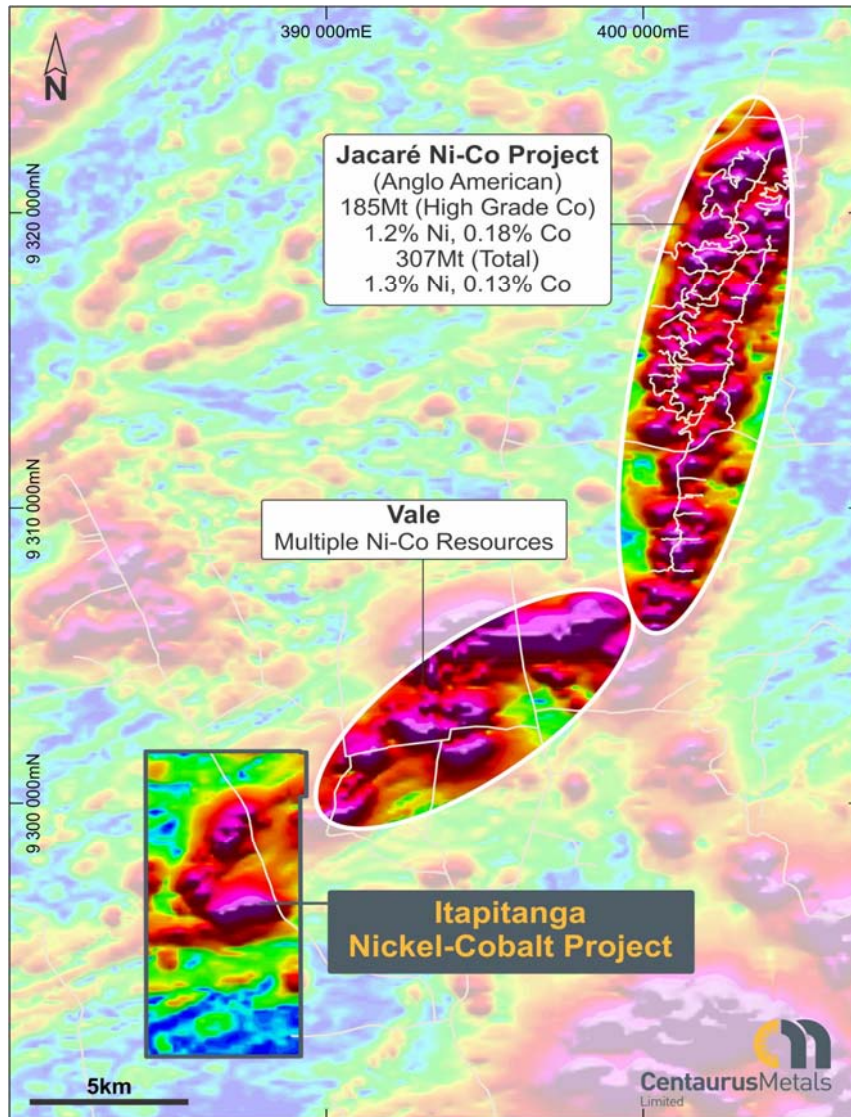 390 000mE
400 000mE
N
Jacaré Ni-Co Project
(Anglo American)
185Mt (High Grade Co)
1.2% Ni, 0.18% Co
307Mt (Total)
1.3% Ni, 0.13% Co
9 320 000mN
9 310 000mN
Vale
Multiple Ni-Co Resources
9 300 000mN
Itapitanga
Nickel-Cobalt Project
5km
CentaurusMetals
Limited